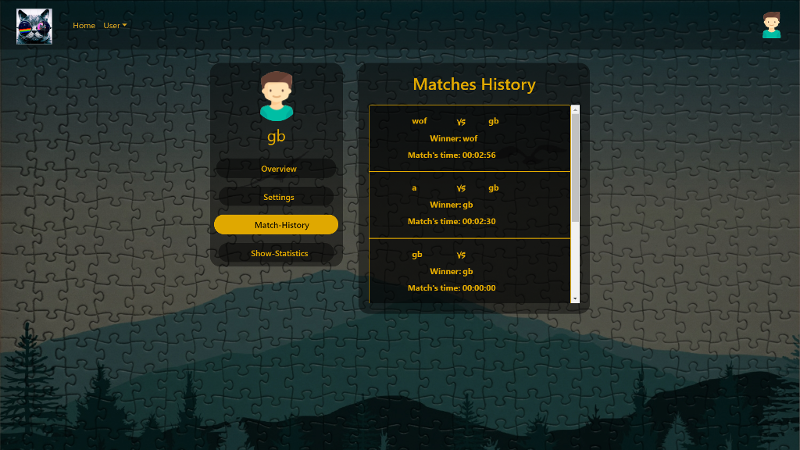 Home User
gb
Overview
Settings
Match-History
Show-Statistics
Matches History
wof vs gb
Winner: wof
Match's time: 00:02:56
a vs gb
Winner: gb
Match's time: 00:02:30
gb vs
Winner: gb
Match's time: 00:00:00